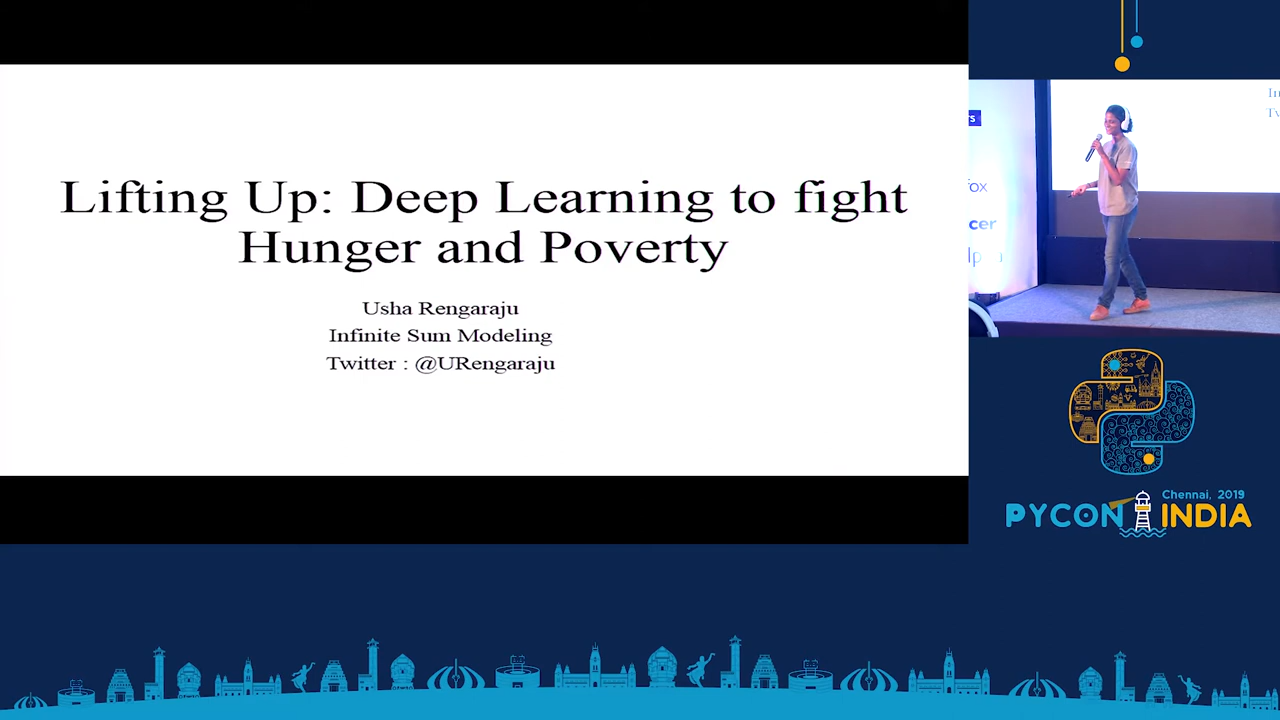 Lifting Up: Deep Learning to fight
Hunger and Poverty
Usha Rengaraju
Infinite Sum Modeling
Twitter : @URengaraju
Chennai, 2019
PYCON INDIA